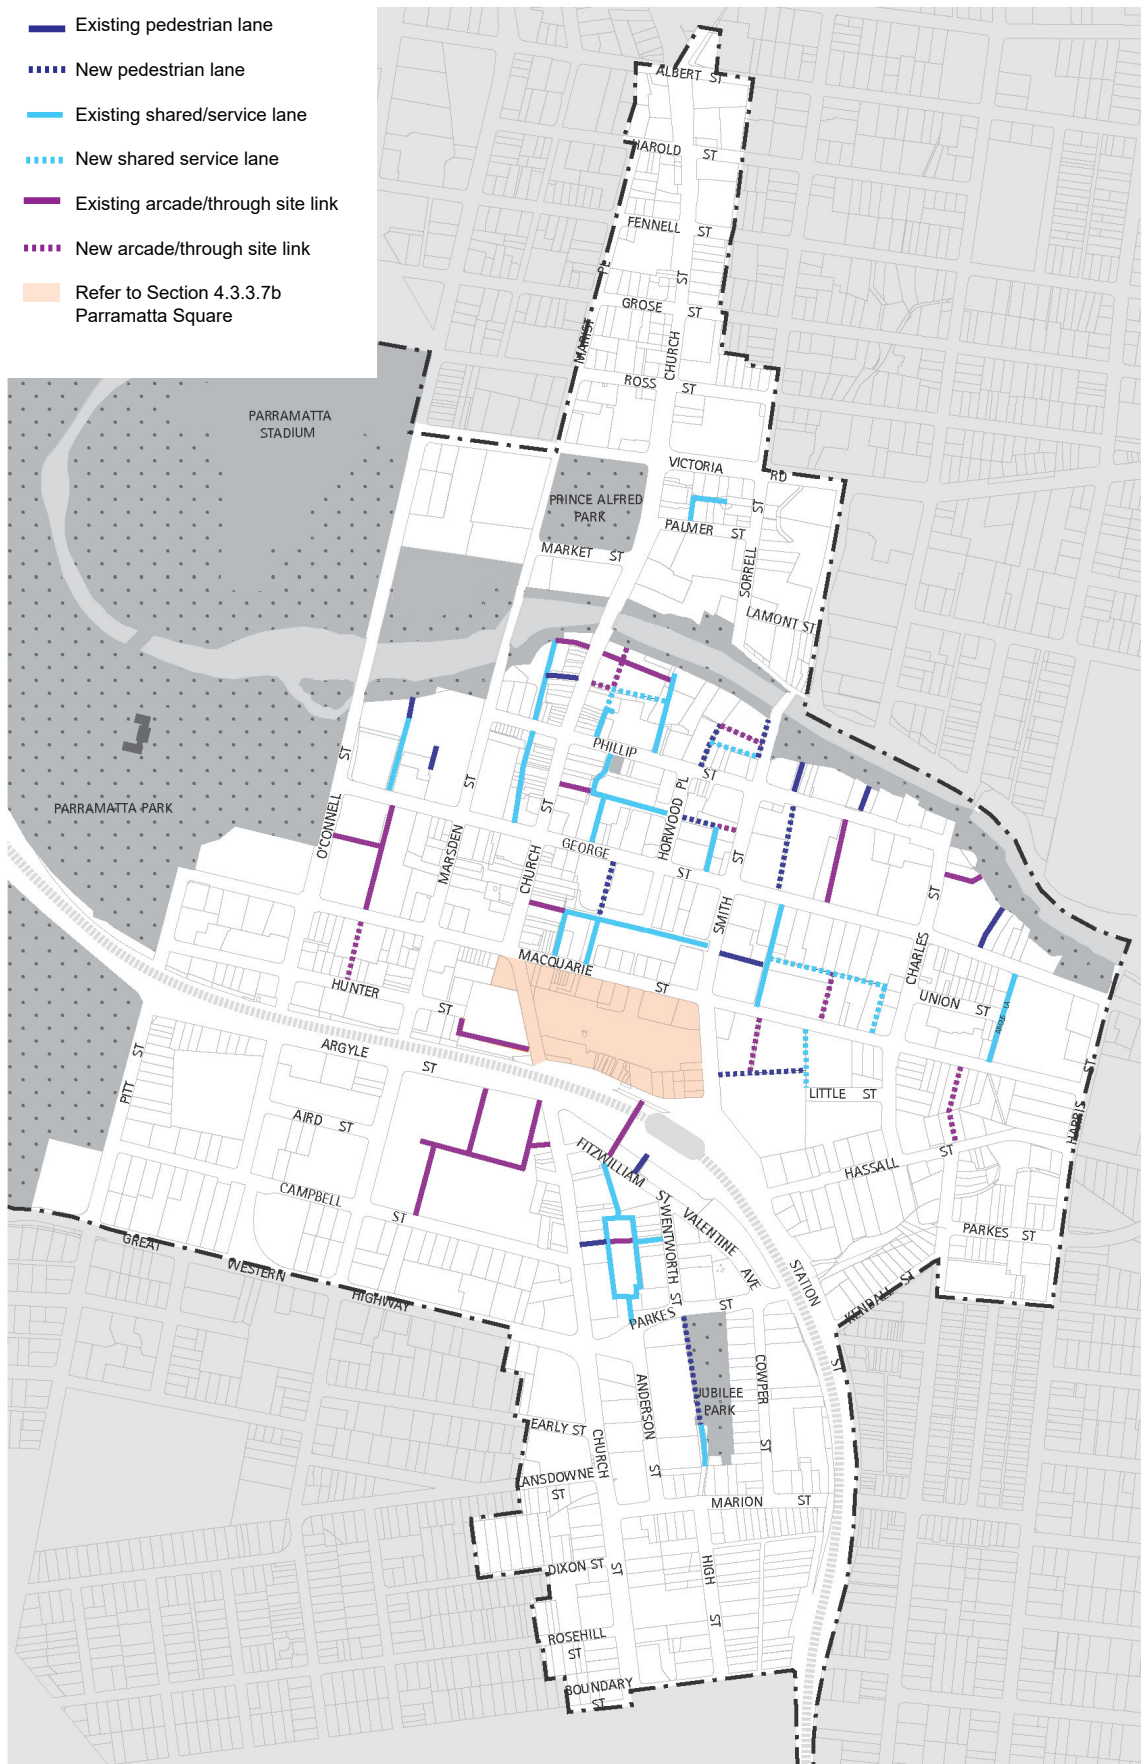 Existing pedestrian lane
New pedestrian lane
Existing shared/service lane
New shared service lane
Existing arcade/through site link
New arcade/through site link
Refer to Section 4.3.3.7b
Parramatta Square
ALBERT ST
HAROLD ST
FENNELL ST
MARIST PL
GROSE ST
CHURCH ST
ROSS ST
PARRAMATTA
STADIUM
VICTORIA RD
PRINCE ALFRED
PARK
PALMER ST
MARKET ST
SORRELL ST
LAMONT ST
PARRAMATTA PARK
O'CONNELL ST
MARSDEN ST
CHURCH ST
PHILLIP ST
HORWOOD PL
GEORGE ST
SMITH ST
CHARLES ST
MACQUARIE ST
HUNTER ST
UNION ST
ARGYLE ST
PITT ST
LITTLE ST
HARRIS ST
AIRD ST
FITZWILLIAM ST
HASSALL ST
CAMPBELL ST
WENTWORTH ST
VALENTINE AVE
STATION ST
PARKES ST
KENDALL ST
GREAT WESTERN HIGHWAY
PARKES ST
ANDERSON ST
JUBILEE
PARK
COWPER ST
EARLY ST
CHURCH ST
LANSDOWNE
ST
MARION ST
DIXON ST
HIGH ST
ROSEHILL
ST
BOUNDARY
ST